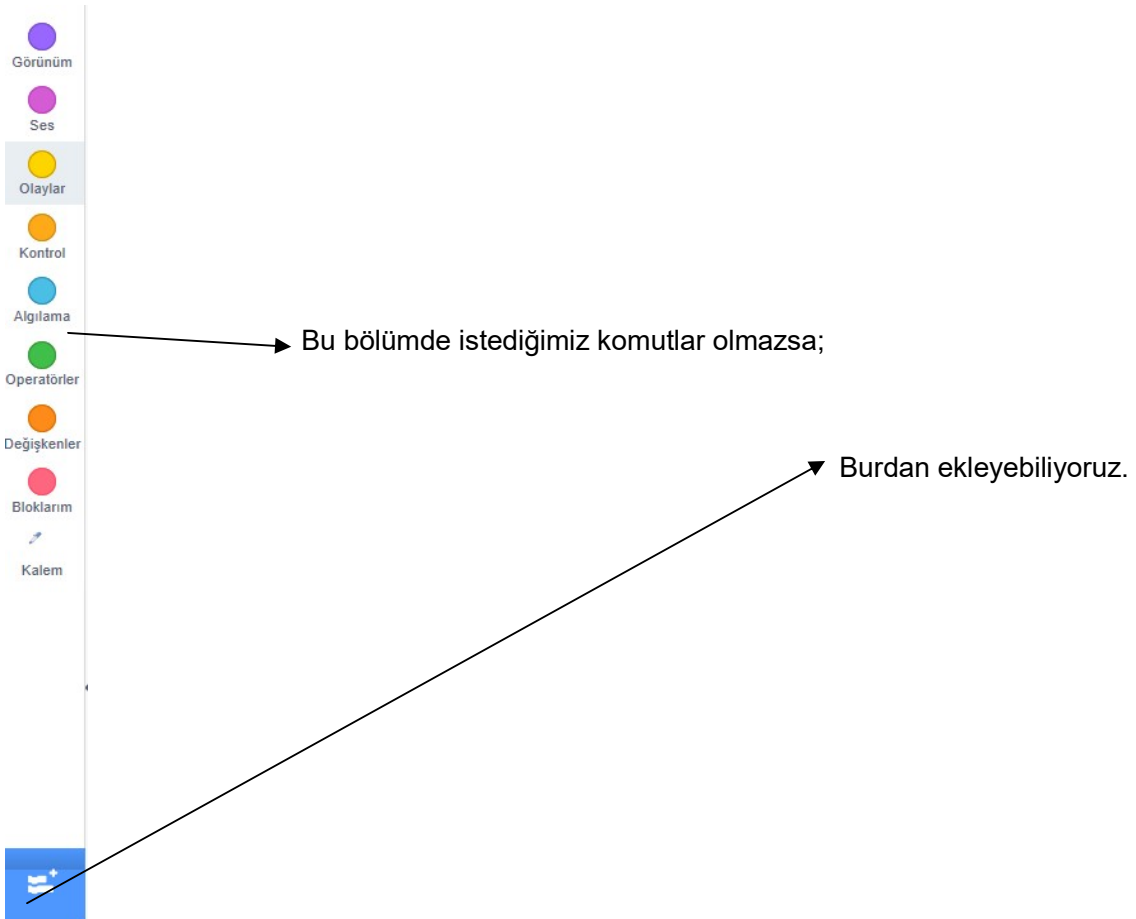 Görünüm
Ses
Olaylar
Kontrol
Algılama
Bu bölümde istediğimiz komutlar olmazsa;
Operatörler
Değişkenler
Burdan ekleyebiliyoruz.
Bloklarım
Kalem